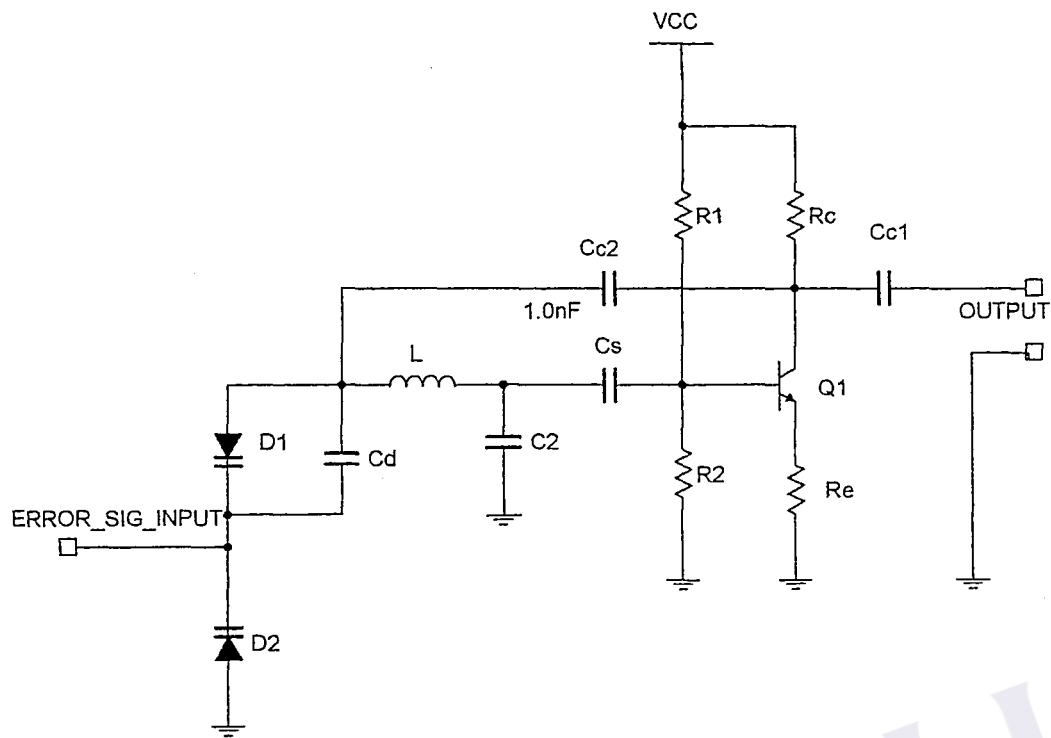 VCC
R1
Rc
Cc2
Cc1
1.0nF
OUTPUT
L
Cs
Q1
D1
Cd
C2
R2
Re
ERROR_SIG_INPUT
D2